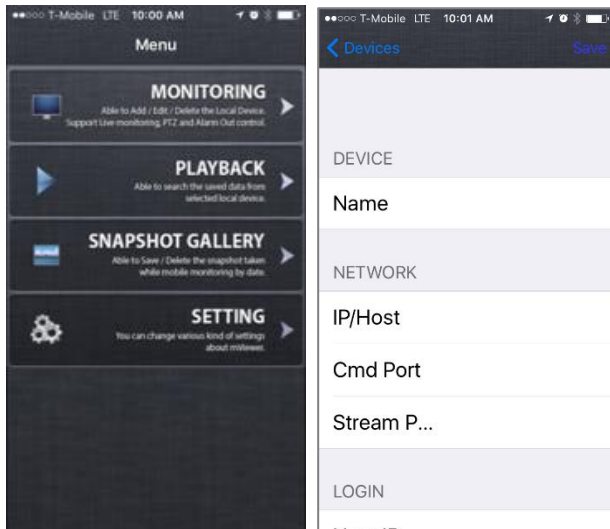 T-Mobile LTE 10:00 AM
Menu
MONITORING
Able to Add / Edit / Delete the Local Device.
Support Live monitoring, PTZ and Alarm Out control.
PLAYBACK
Able to search the saved data from
selected local device.
SNAPSHOT GALLERY
Able to Save / Delete the snapshot taken
while mobile monitoring by date.
SETTING
You can change various kind of settings
about mViewer.
T-Mobile LTE 10:01 AM
Devices Save
DEVICE
Name
NETWORK
IP/Host
Cmd Port
Stream P...
LOGIN